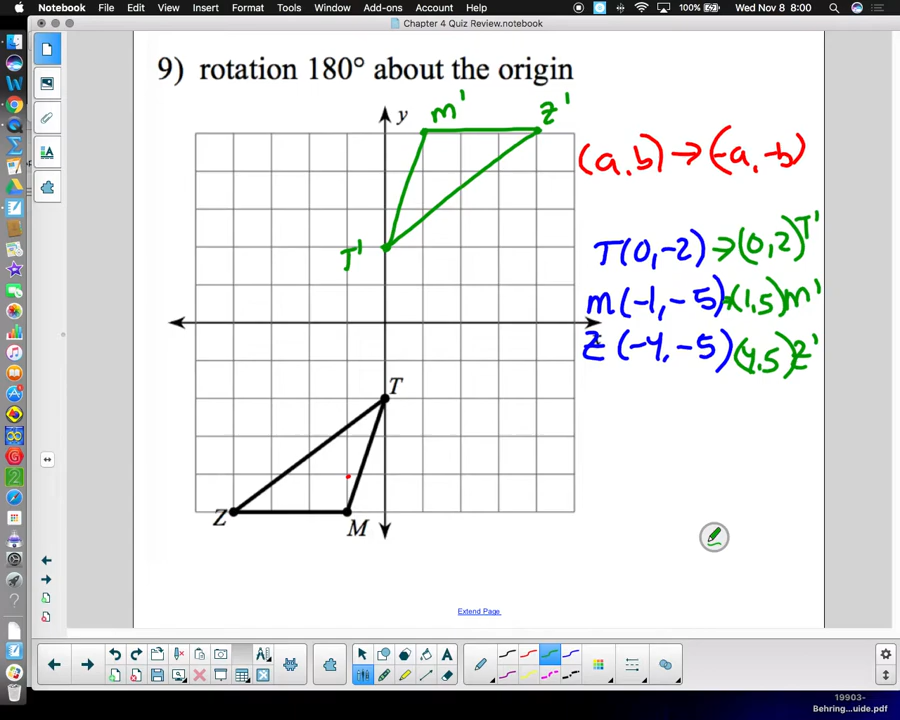 Notebook File Edit View Insert Format Tools Window Add-ons Account Help 100% Wed Nov 8 8:00
Chapter 4 Quiz Review.notebook
9) rotation 180° about the origin
y
m'
z'
(a,b)→(-a,-b)
T'
T(0,-2)→(0,2)T'
m(-1,-5)→(1,5)m'
Z(-4,-5)(4,5)z'
T
Z
M
Extend Page
19903-
Behring...uide.pdf